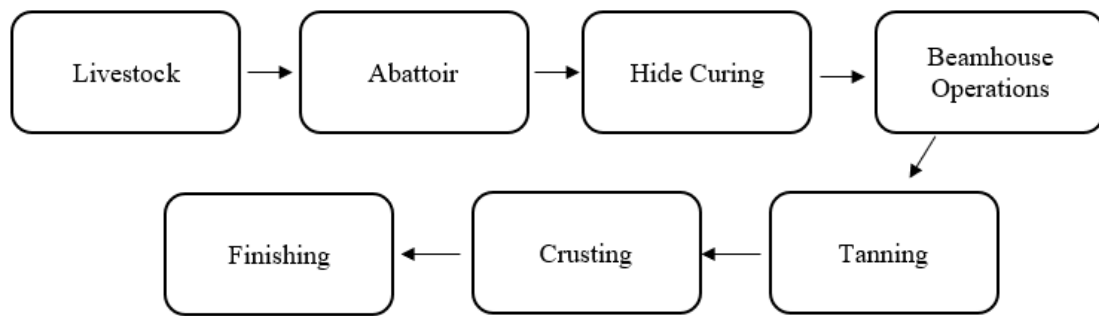 Livestock
Abattoir
Hide Curing
Beamhouse
Operations
Tanning
Crusting
Finishing